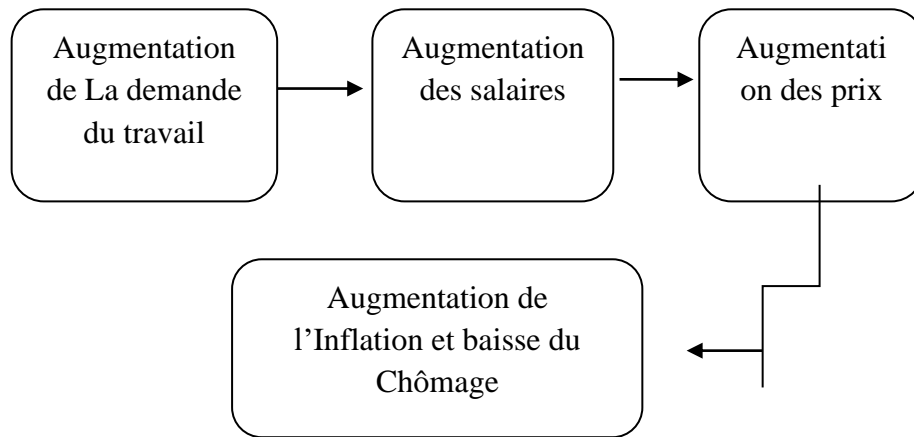 Augmentation
de La demande
du travail
Augmentation
des salaires
Augmentati
on des prix
Augmentation de
l’Inflation et baisse du
Chômage